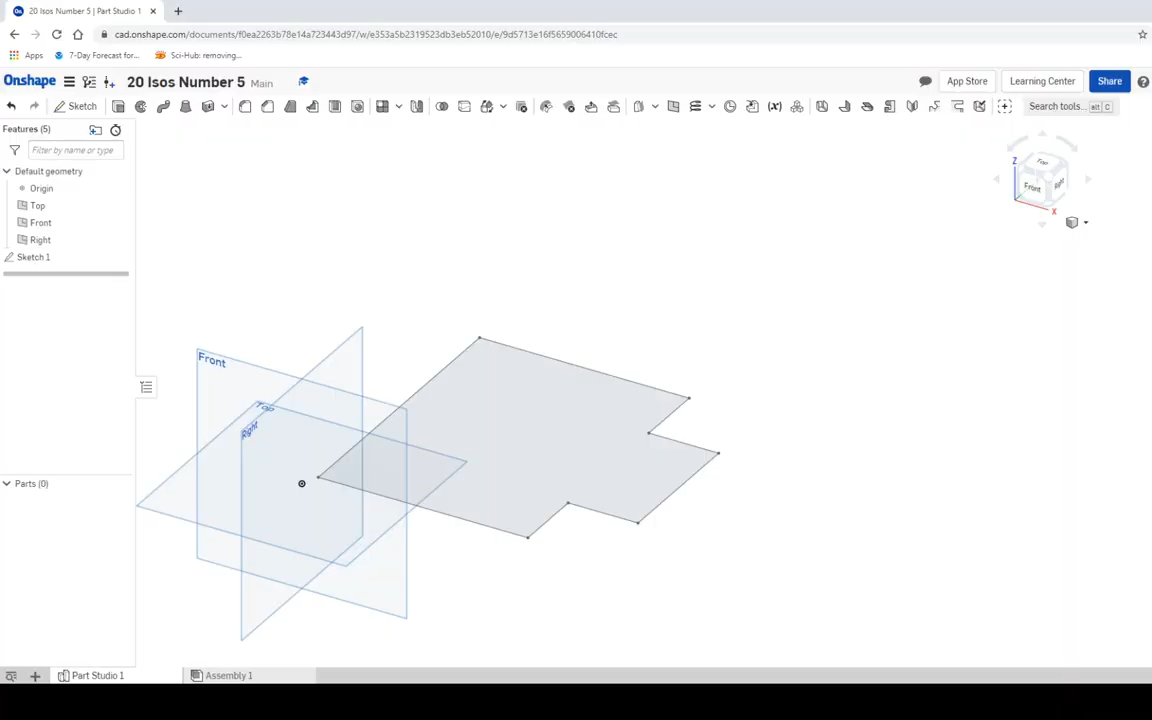 20 Isos Number 5 | Part Studio 1
cad.onshape.com/documents/f0ea2263b78e14a723443d97/w/e353a5b2319523db3eb52010/e/9d5713e16f5659006410fcec
Apps 7-Day Forecast for... Sci-Hub: removing...
Onshape 20 Isos Number 5 Main App Store Learning Center Share
Sketch Search tools... alt C
Features (5)
Filter by name or type
Default geometry
Origin
Top
Front
Right
Sketch 1
Parts (0)
Front
Top
Right
Z
Top
Front
Right
X
Part Studio 1 Assembly 1